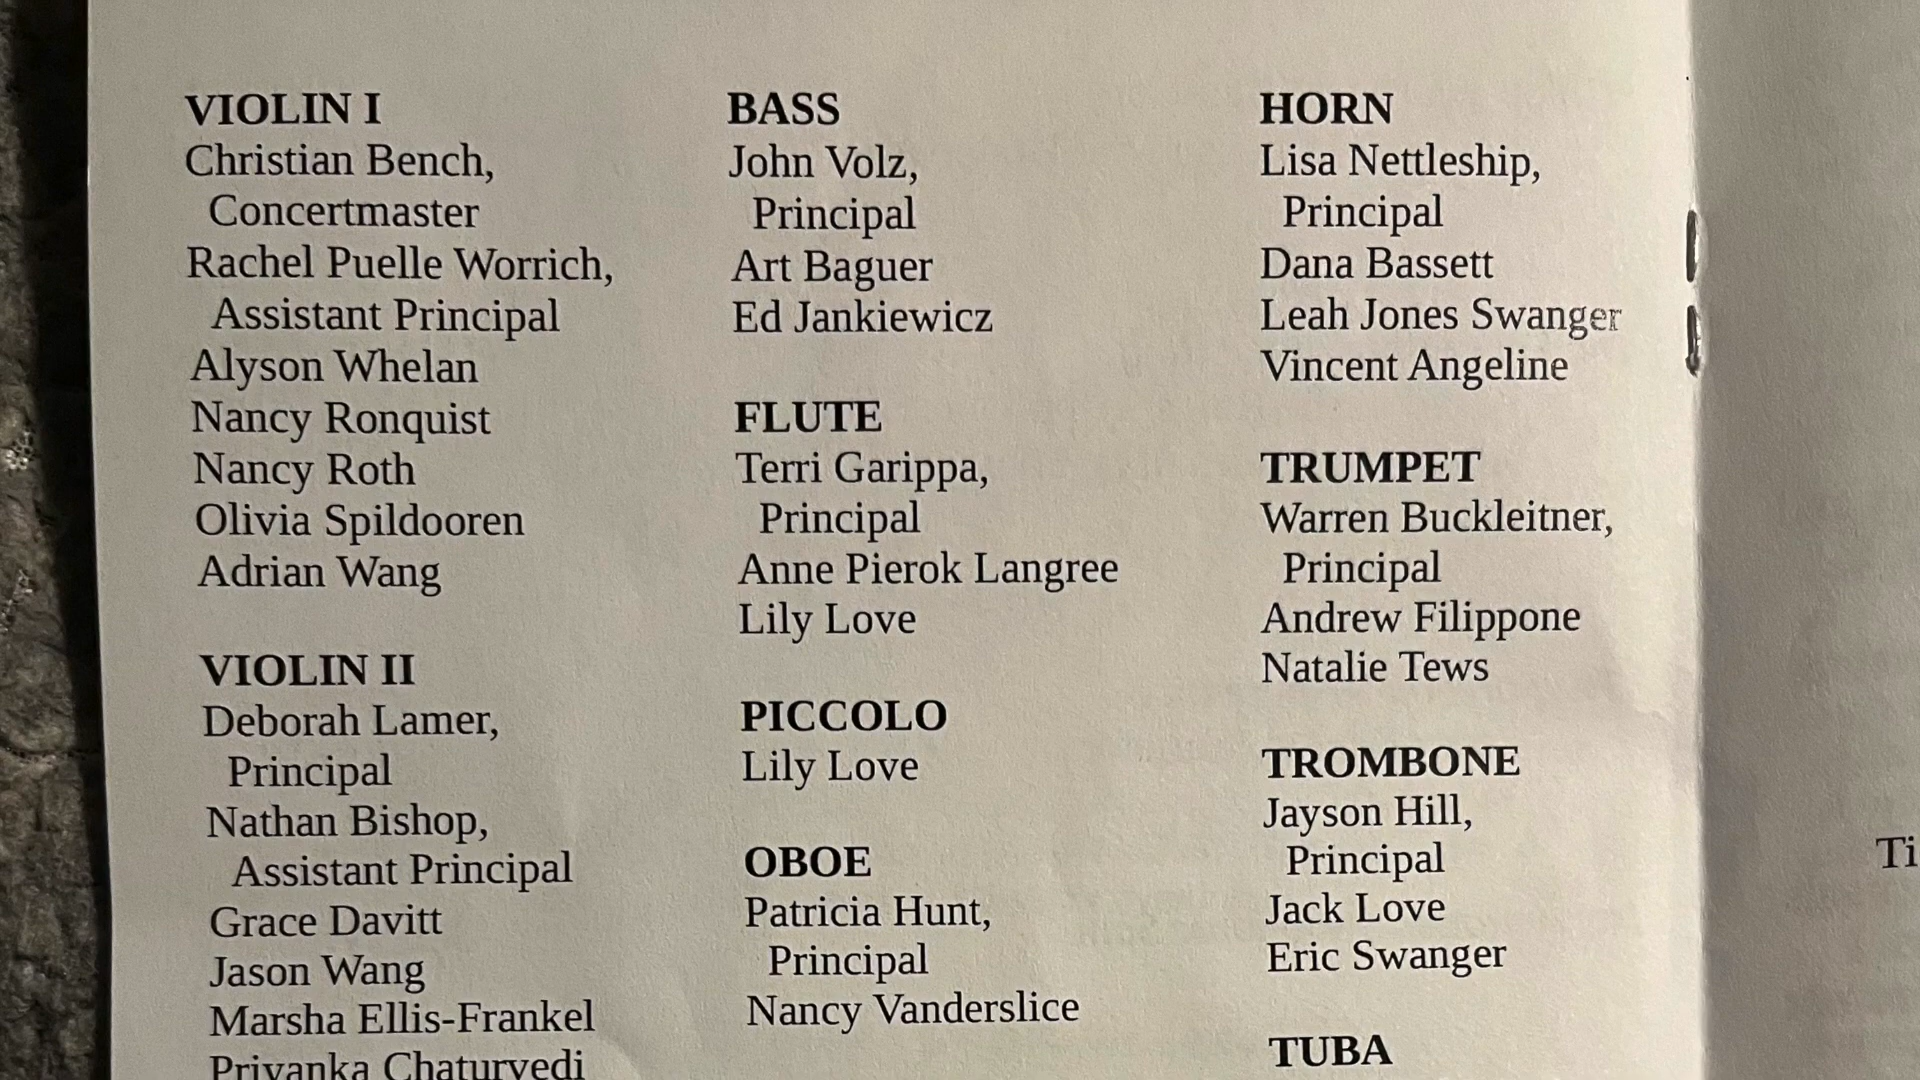 VIOLIN I
Christian Bench,
Concertmaster
Rachel Puelle Worrich,
Assistant Principal
Alyson Whelan
Nancy Ronquist
Nancy Roth
Olivia Spildooren
Adrian Wang
VIOLIN II
Deborah Lamer,
Principal
Nathan Bishop,
Assistant Principal
Grace Davitt
Jason Wang
Marsha Ellis-Frankel
Priyanka Chaturvedi
BASS
John Volz,
Principal
Art Baguer
Ed Jankiewicz
FLUTE
Terri Garippa,
Principal
Anne Pierok Langree
Lily Love
PICCOLO
Lily Love
OBOE
Patricia Hunt,
Principal
Nancy Vanderslice
HORN
Lisa Nettleship,
Principal
Dana Bassett
Leah Jones Swanger
Vincent Angeline
TRUMPET
Warren Buckleitner,
Principal
Andrew Filippone
Natalie Tews
TROMBONE
Jayson Hill,
Principal
Jack Love
Eric Swanger
TUBA
Ti